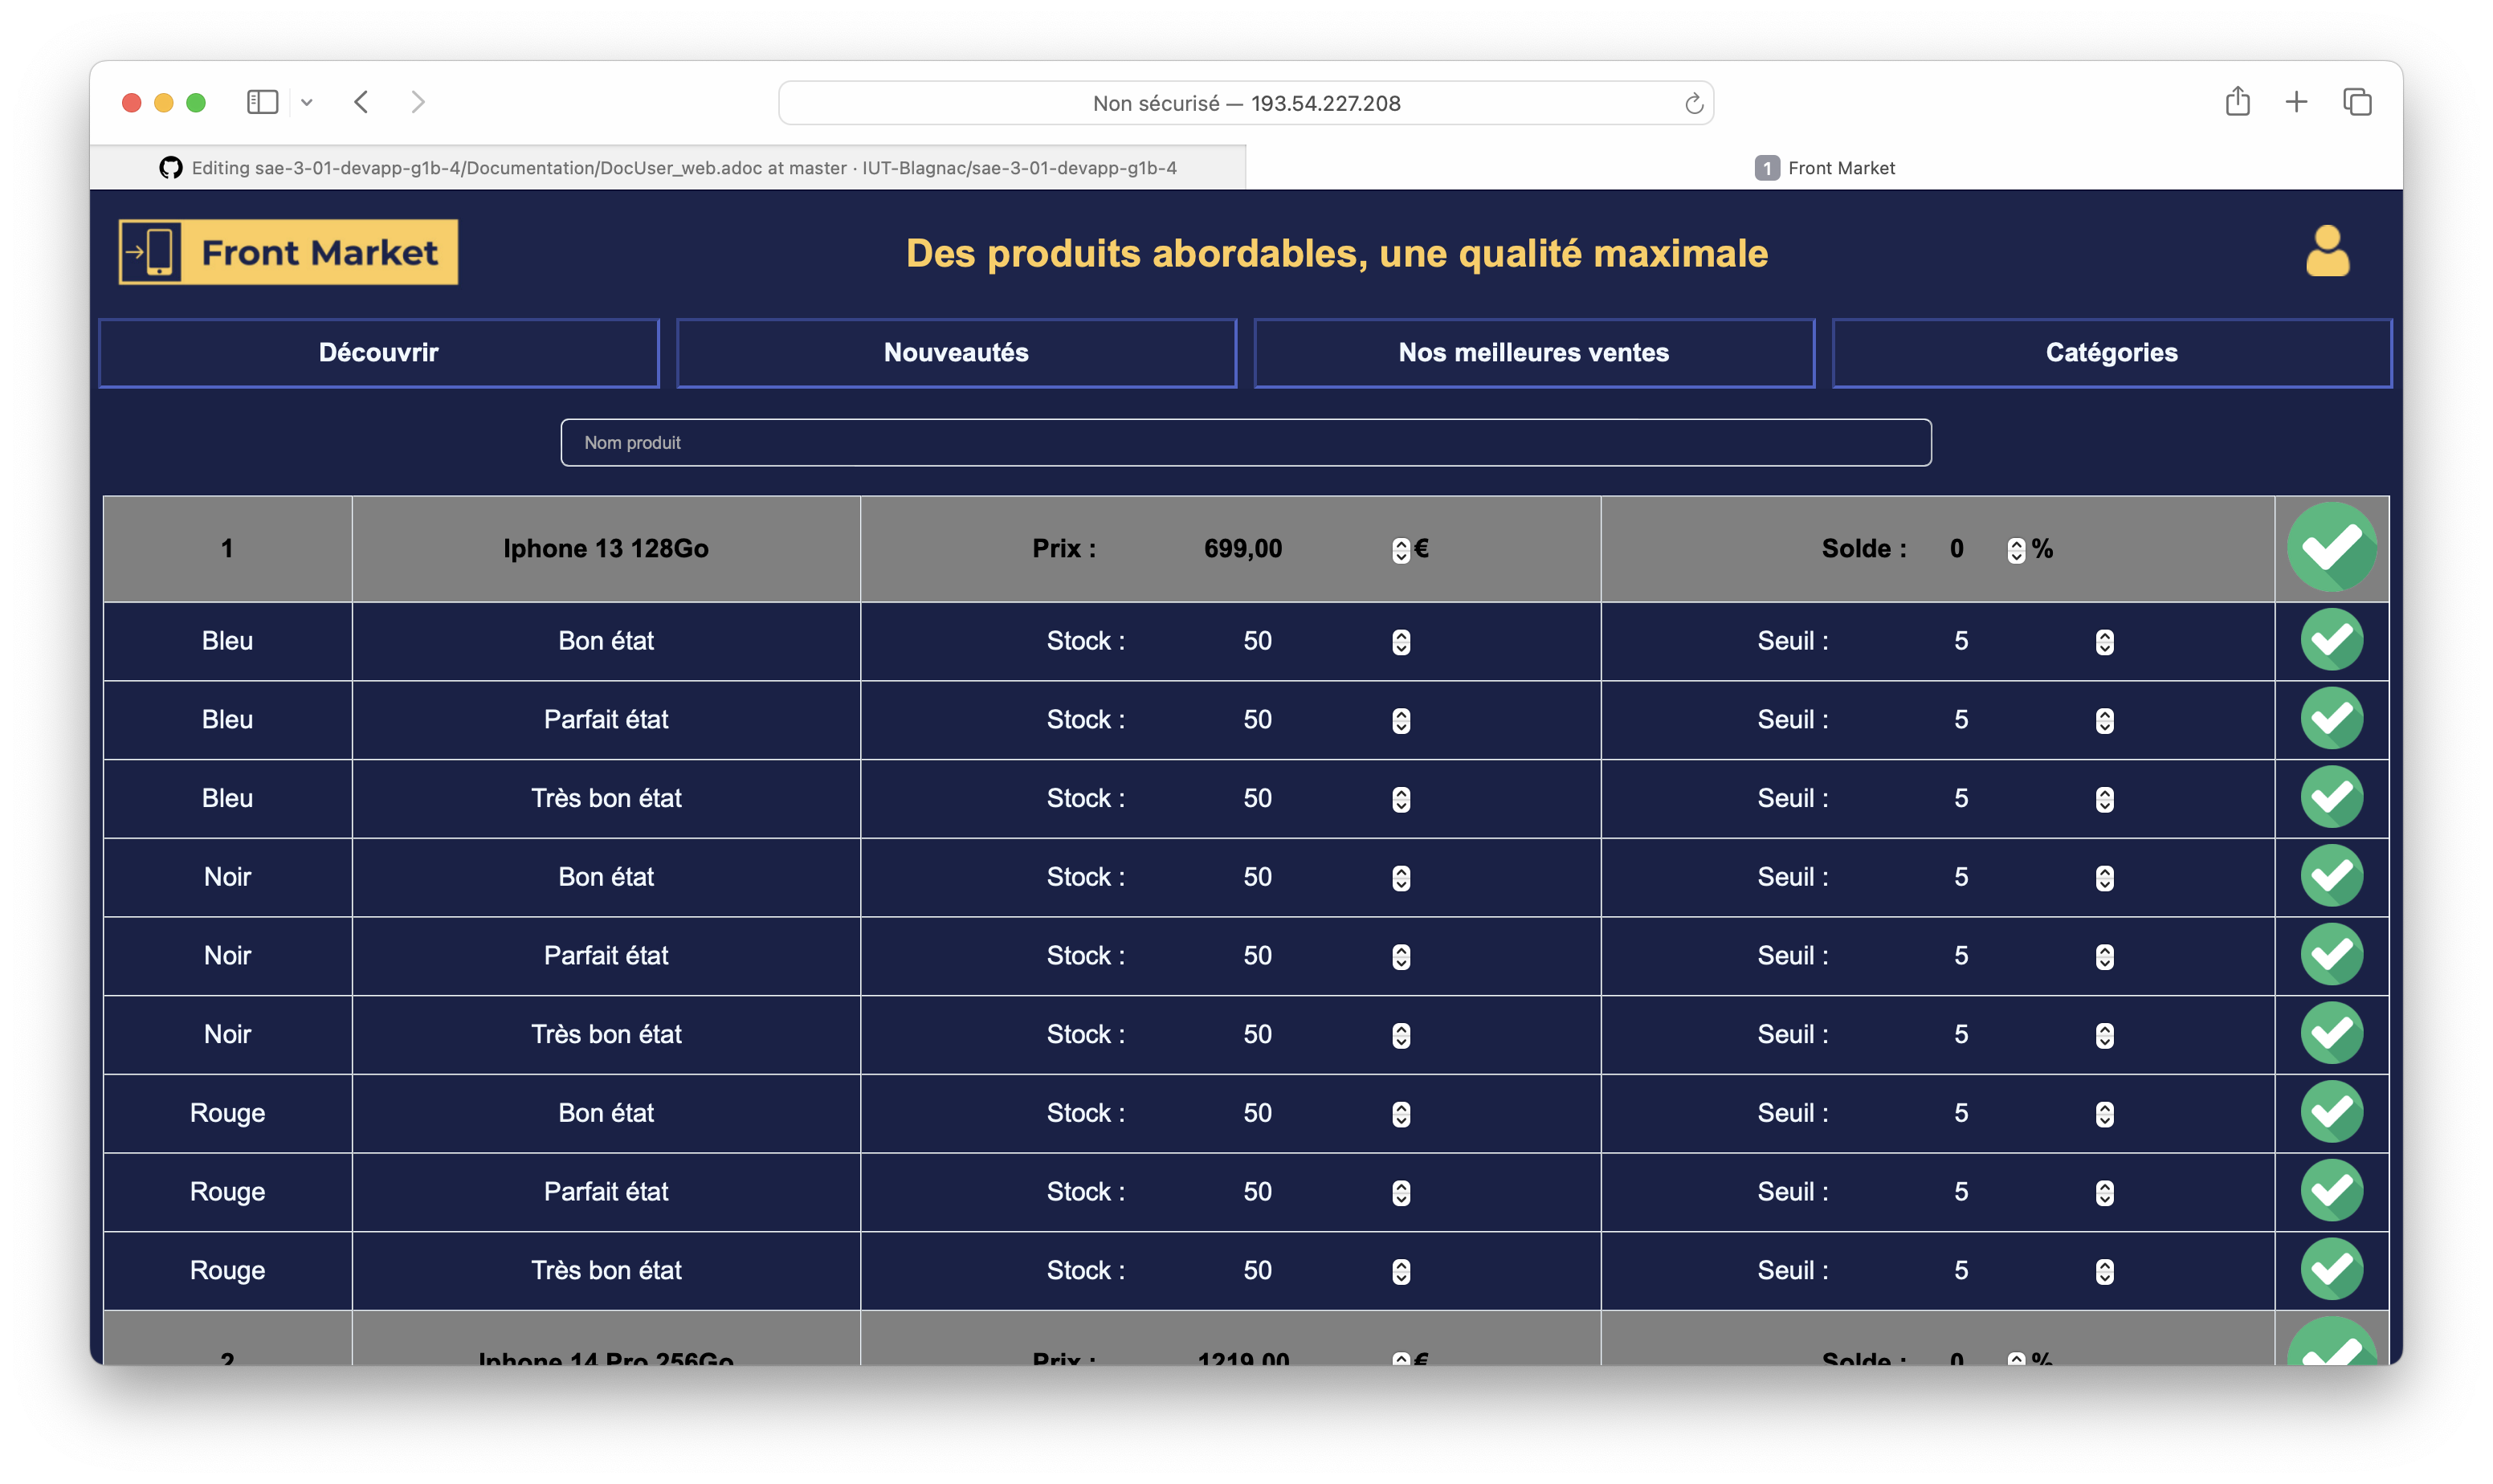 Non sécurisé — 193.54.227.208
Editing sae-3-01-devapp-g1b-4/Documentation/DocUser_web.adoc at master · IUT-Blagnac/sae-3-01-devapp-g1b-4
1 Front Market
Front Market
Des produits abordables, une qualité maximale
Découvrir Nouveautés Nos meilleures ventes Catégories
Nom produit
1 Iphone 13 128Go Prix : 699,00 € Solde : 0 %
Bleu Bon état Stock : 50 Seuil : 5
Bleu Parfait état Stock : 50 Seuil : 5
Bleu Très bon état Stock : 50 Seuil : 5
Noir Bon état Stock : 50 Seuil : 5
Noir Parfait état Stock : 50 Seuil : 5
Noir Très bon état Stock : 50 Seuil : 5
Rouge Bon état Stock : 50 Seuil : 5
Rouge Parfait état Stock : 50 Seuil : 5
Rouge Très bon état Stock : 50 Seuil : 5
2 Iphone 14 Pro 256Go Prix : 1219,00 € Solde : 0 %